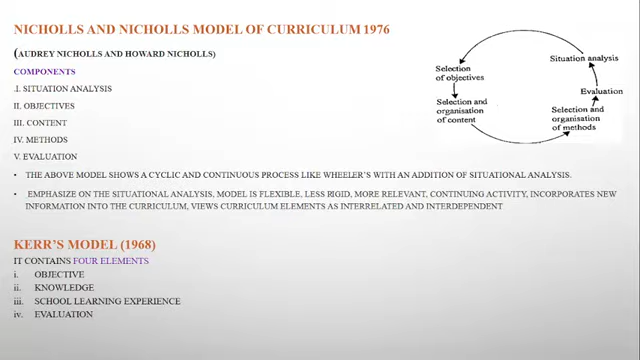 NICHOLLS AND NICHOLLS MODEL OF CURRICULUM 1976
(AUDREY NICHOLLS AND HOWARD NICHOLLS)
COMPONENTS
.I. SITUATION ANALYSIS
II. OBJECTIVES
III. CONTENT
IV. METHODS
V. EVALUATION
• THE ABOVE MODEL SHOWS A CYCLIC AND CONTINUOUS PROCESS LIKE WHEELER'S WITH AN ADDITION OF SITUATIONAL ANALYSIS.
• EMPHASIZE ON THE SITUATIONAL ANALYSIS, MODEL IS FLEXIBLE, LESS RIGID, MORE RELEVANT, CONTINUING ACTIVITY, INCORPORATES NEW
INFORMATION INTO THE CURRICULUM, VIEWS CURRICULUM ELEMENTS AS INTERRELATED AND INTERDEPENDENT
Situation analysis
Selection
of objectives
Evaluation
Selection and
organisation
of content
Selection and
organisation
of methods
KERR'S MODEL (1968)
IT CONTAINS FOUR ELEMENTS
i. OBJECTIVE
ii. KNOWLEDGE
iii. SCHOOL LEARNING EXPERIENCE
iv. EVALUATION